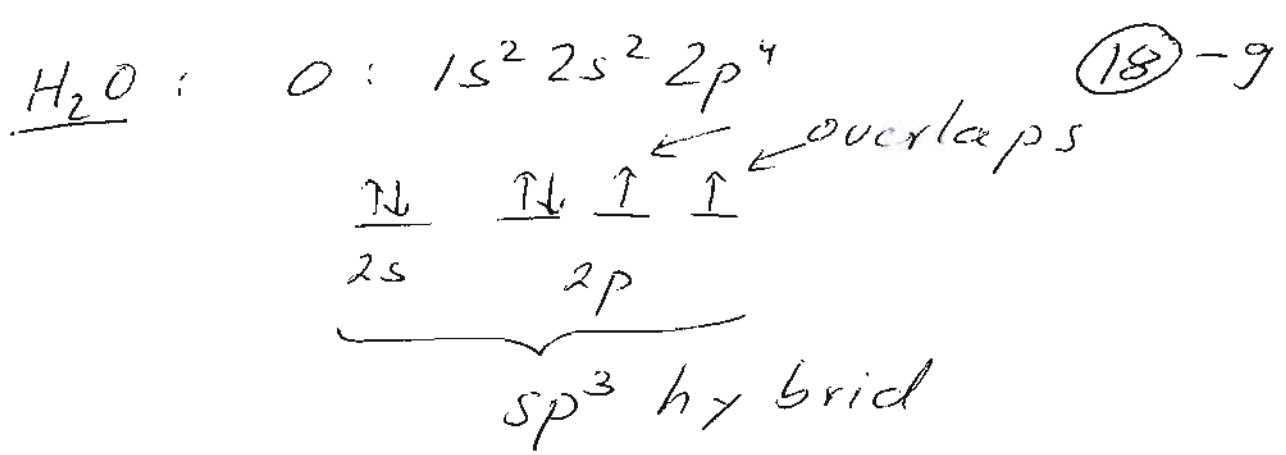 H₂O : O : 1s² 2s² 2p⁴ (18) - 9
overlaps
↑↓ ↑↓ ↑ ↑
2s 2p
sp³ hybrid